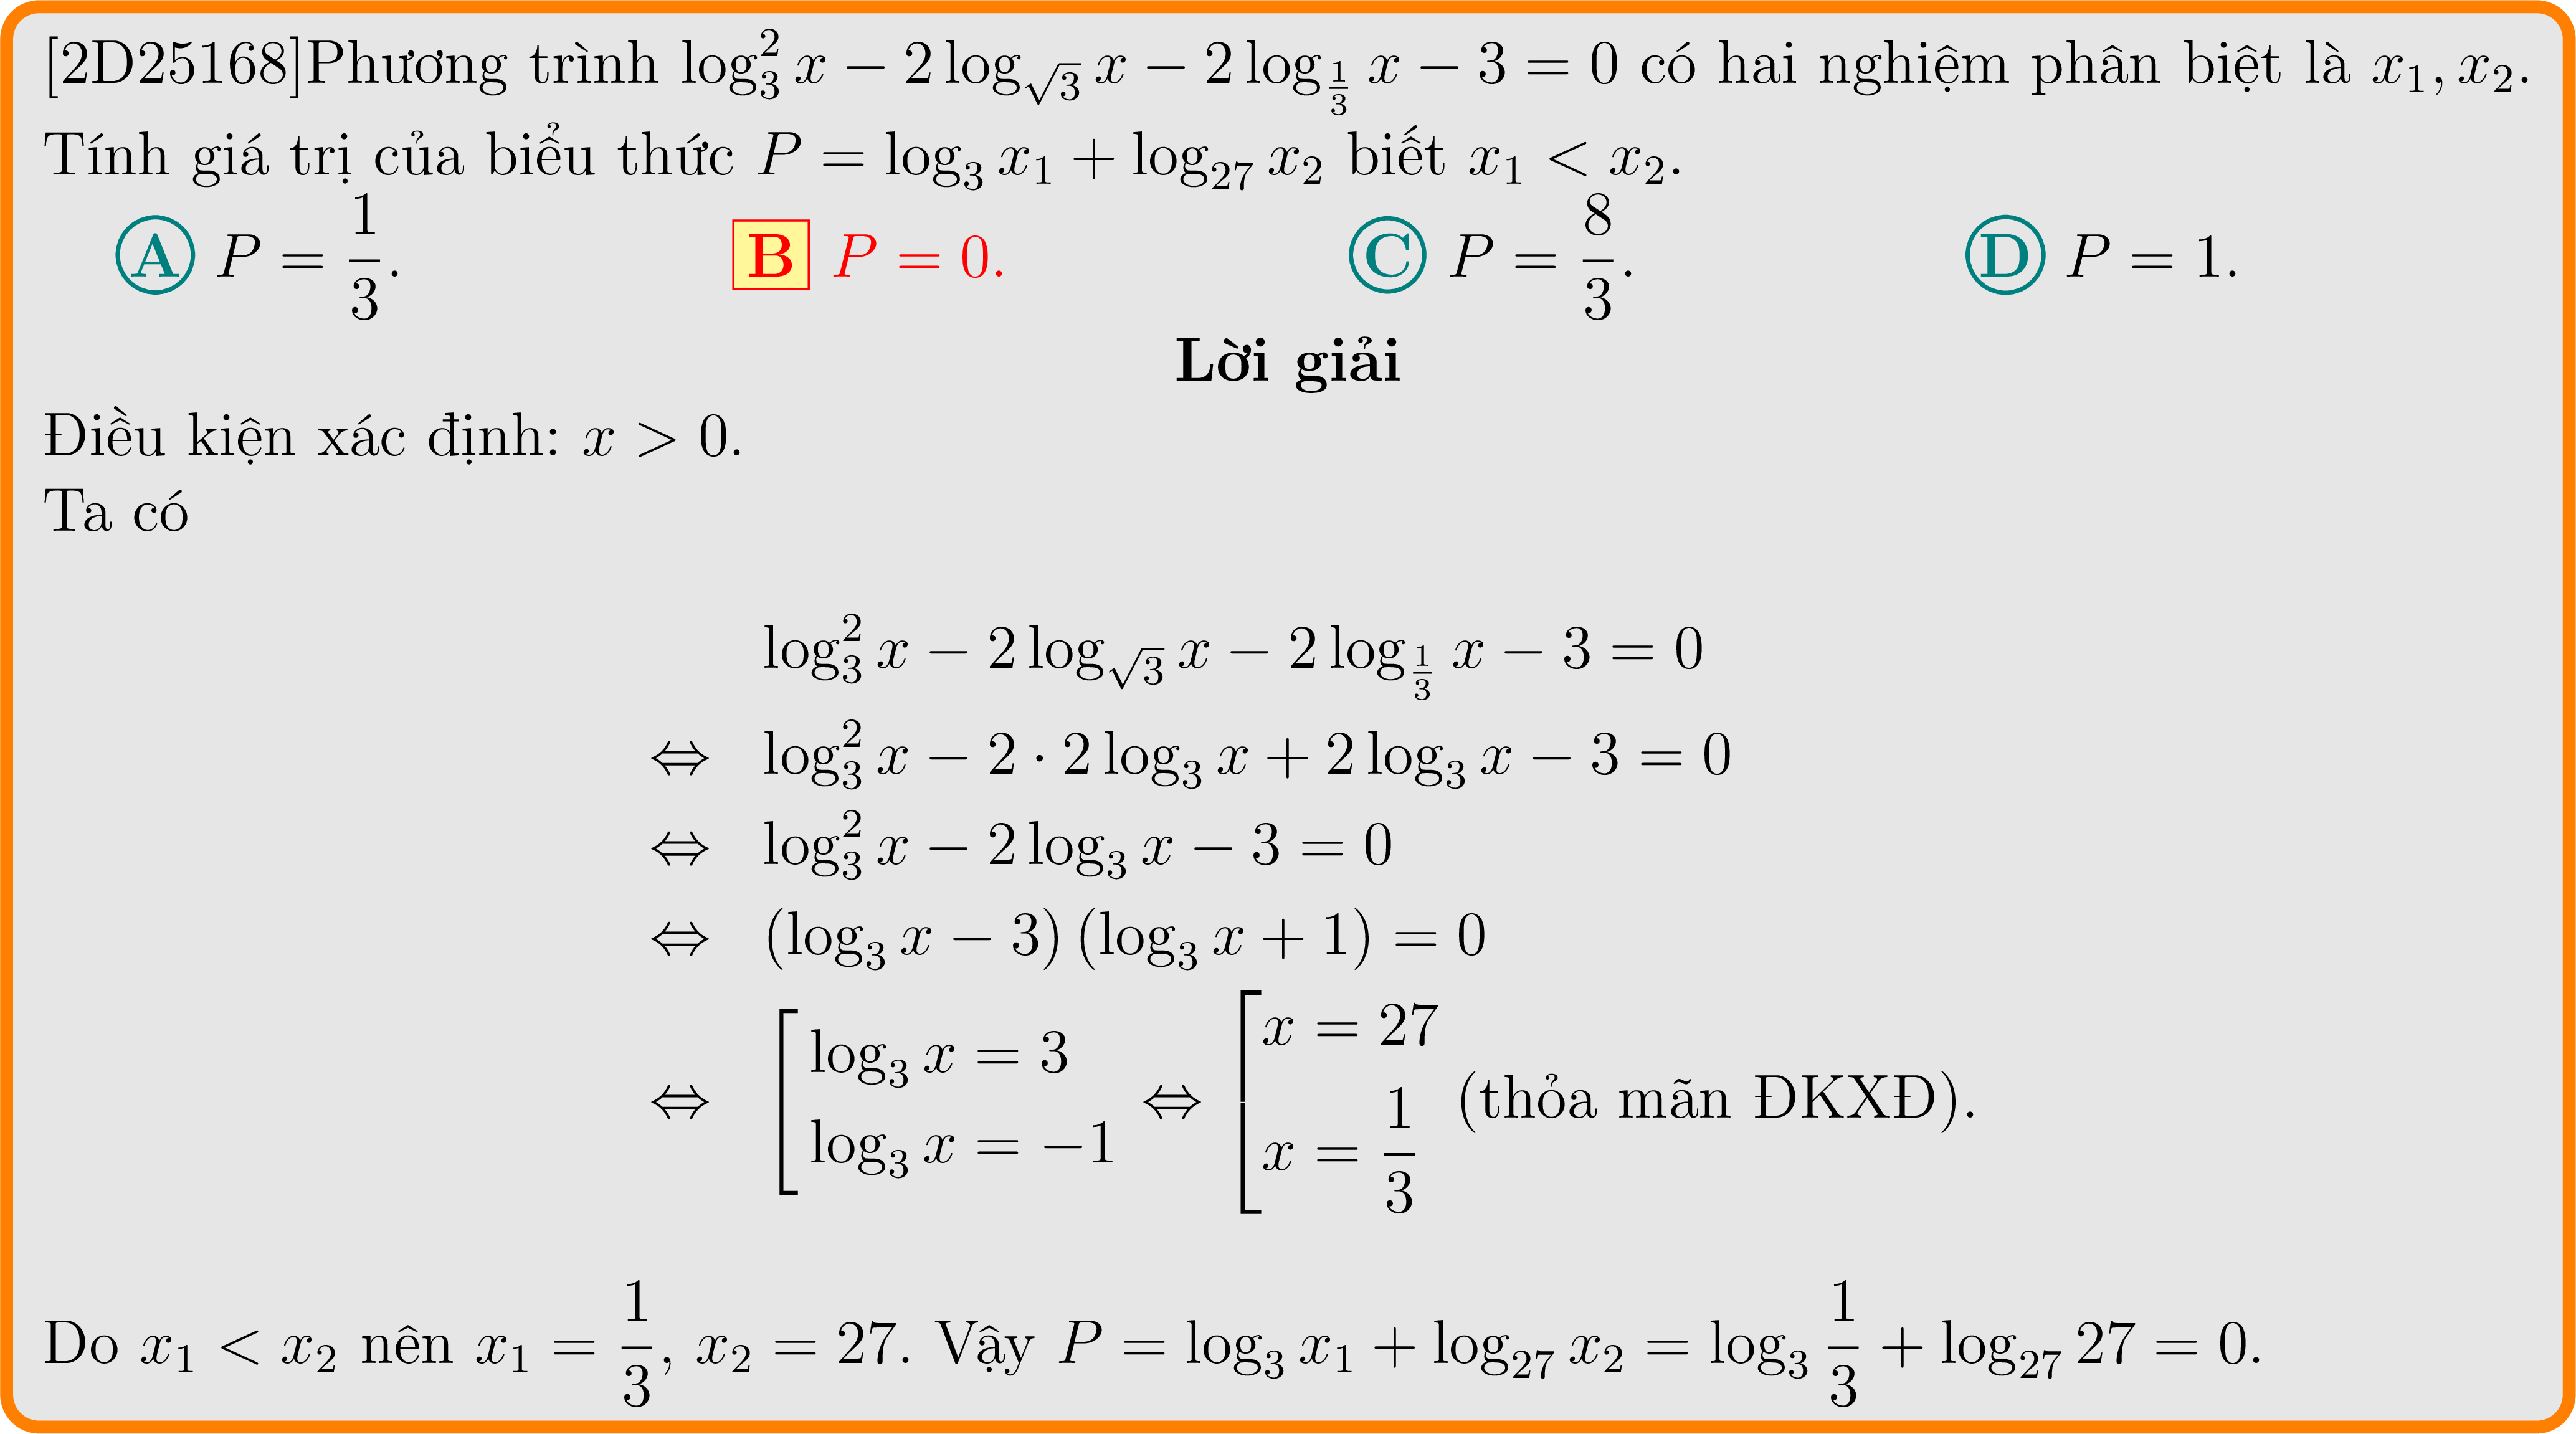 [2D25168]Phương trình $\log_3^2 x - 2\log_{\sqrt{3}} x - 2\log_{\frac{1}{3}} x - 3 = 0$ có hai nghiệm phân biệt là $x_1, x_2$.
Tính giá trị của biểu thức $P = \log_3 x_1 + \log_{27} x_2$ biết $x_1 < x_2$.
A $P = \dfrac{1}{3}$. B $P = 0$. C $P = \dfrac{8}{3}$. D $P = 1$.
Lời giải
Điều kiện xác định: $x > 0$.
Ta có
$\log_3^2 x - 2\log_{\sqrt{3}} x - 2\log_{\frac{1}{3}} x - 3 = 0$
$\Leftrightarrow \log_3^2 x - 2 \cdot 2\log_3 x + 2\log_3 x - 3 = 0$
$\Leftrightarrow \log_3^2 x - 2\log_3 x - 3 = 0$
$\Leftrightarrow (\log_3 x - 3)(\log_3 x + 1) = 0$
$\Leftrightarrow \left[\begin{array}{l} \log_3 x = 3 \\ \log_3 x = -1 \end{array}\right. \Leftrightarrow \left[\begin{array}{l} x = 27 \\ x = \dfrac{1}{3} \end{array}\right.$ (thỏa mãn ĐKXĐ).
Do $x_1 < x_2$ nên $x_1 = \dfrac{1}{3}$, $x_2 = 27$. Vậy $P = \log_3 x_1 + \log_{27} x_2 = \log_3 \dfrac{1}{3} + \log_{27} 27 = 0$.